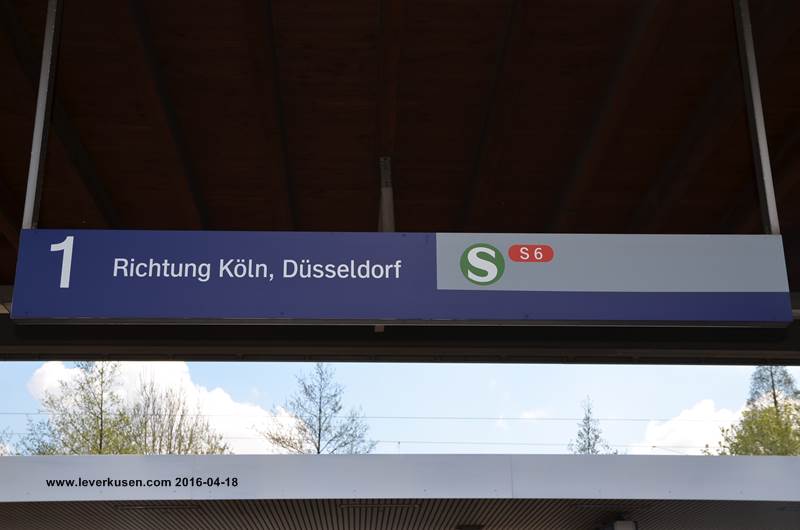 1 Richtung Köln, Düsseldorf S S 6
www.leverkusen.com 2016-04-18